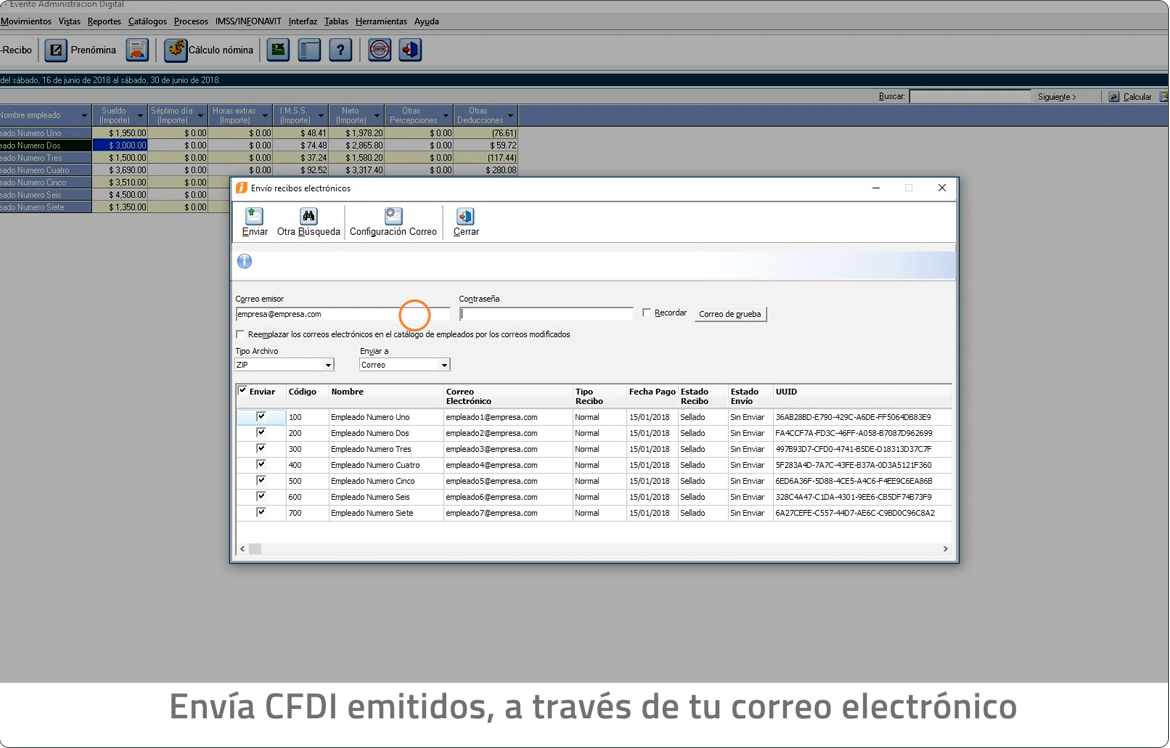 - Evento Administracion Digital
Movimientos Vistas Reportes Catálogos Procesos IMSS/INFONAVIT Interfaz Tablas Herramientas Ayuda
-Recibo Prenómina Cálculo nómina
del sábado, 16 de junio de 2018 al sábado, 30 de junio de 2018.
Buscar: Siguiente > Calcular
Nombre empleado Sueldo (Importe) Séptimo día (Importe) Horas extras (Importe) I.M.S.S. (Importe) Neto (Importe) Otras Percepciones Otras Deducciones
eado Numero Uno $ 1,950.00 $ 0.00 $ 0.00 $ 48.41 $ 1,978.20 $ 0.00 (76.61)
eado Numero Dos $ 3,000.00 $ 0.00 $ 0.00 $ 74.48 $ 2,865.80 $ 0.00 $ 59.72
eado Numero Tres $ 1,500.00 $ 0.00 $ 0.00 $ 37.24 $ 1,580.20 $ 0.00 (117.44)
eado Numero Cuatro $ 3,690.00 $ 0.00 $ 0.00 $ 92.52 $ 3,317.40 $ 0.00 $ 280.08
eado Numero Cinco $ 3,510.00 $ 0.00
eado Numero Seis $ 4,500.00 $ 0.00
eado Numero Siete $ 1,350.00 $ 0.00
Envío recibos electrónicos
Enviar Otra Búsqueda Configuración Correo Cerrar
Correo emisor Contraseña
empresa@empresa.com Recordar Correo de prueba
Reemplazar los correos electrónicos en el catálogo de empleados por los correos modificados
Tipo Archivo Enviar a
ZIP Correo
Enviar Código Nombre Correo Electrónico Tipo Recibo Fecha Pago Estado Recibo Estado Envío UUID
100 Empleado Numero Uno empleado1@empresa.com Normal 15/01/2018 Sellado Sin Enviar 36AB28BD-E790-429C-A6DE-FF5064DB83E9
200 Empleado Numero Dos empleado2@empresa.com Normal 15/01/2018 Sellado Sin Enviar FA4CCF7A-FD3C-46FF-A058-B7087D962699
300 Empleado Numero Tres empleado3@empresa.com Normal 15/01/2018 Sellado Sin Enviar 497B93D7-CFD0-4741-B5DE-D18313D37C7F
400 Empleado Numero Cuatro empleado4@empresa.com Normal 15/01/2018 Sellado Sin Enviar 5F283A4D-7A7C-43FE-B37A-0D3A5121F360
500 Empleado Numero Cinco empleado5@empresa.com Normal 15/01/2018 Sellado Sin Enviar 6ED6A36F-5D88-4CE5-A4C6-F4EE9C6EA86B
600 Empleado Numero Seis empleado6@empresa.com Normal 15/01/2018 Sellado Sin Enviar 328C4A47-C1DA-4301-9EE6-CB5DF74B73F9
700 Empleado Numero Siete empleado7@empresa.com Normal 15/01/2018 Sellado Sin Enviar 6A27CEFE-C557-44D7-AE6C-C9BD0C96C8A2
Envía CFDI emitidos, a través de tu correo electrónico